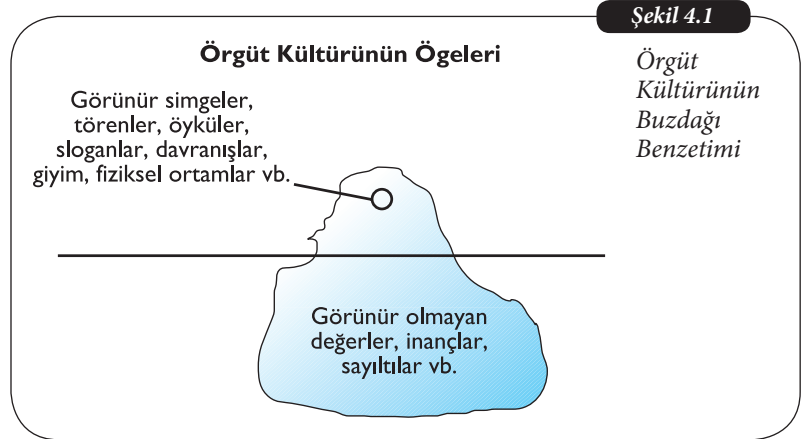 Şekil 4.1
Örgüt
Kültürünün
Buzdağı
Benzetimi
Örgüt Kültürünün Ögeleri
Görünür simgeler,
törenler, öyküler,
sloganlar, davranışlar,
giyim, fiziksel ortamlar vb.
Görünür olmayan
değerler, inançlar,
sayıltılar vb.